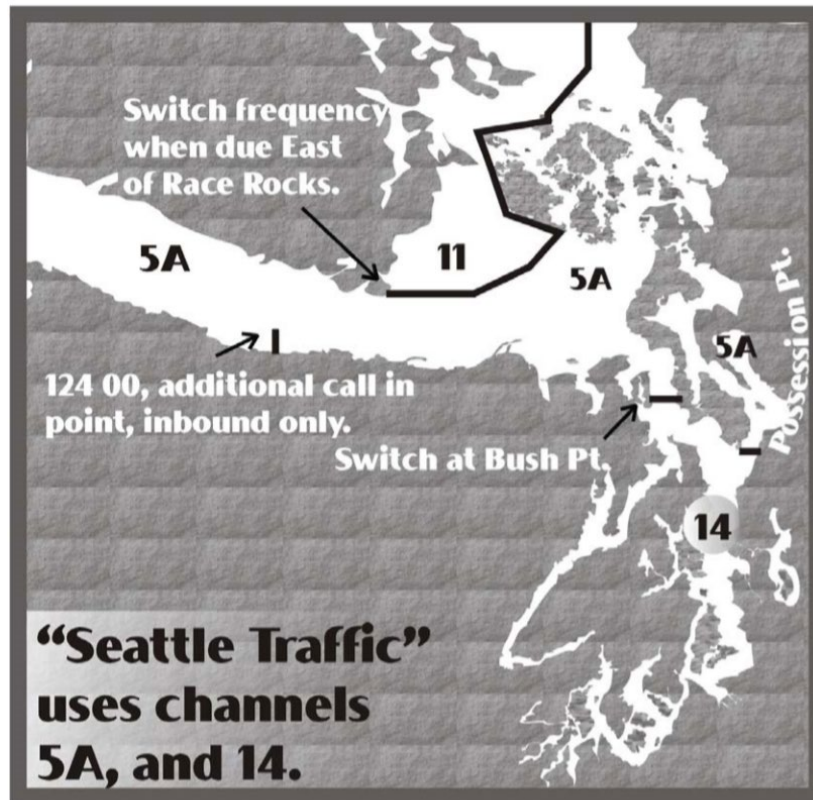 Switch frequency
when due East
of Race Rocks.
5A
11
5A
5A
Possession Pt.
124 00, additional call in
point, inbound only.
Switch at Bush Pt.
14
“Seattle Traffic”
uses channels
5A, and 14.